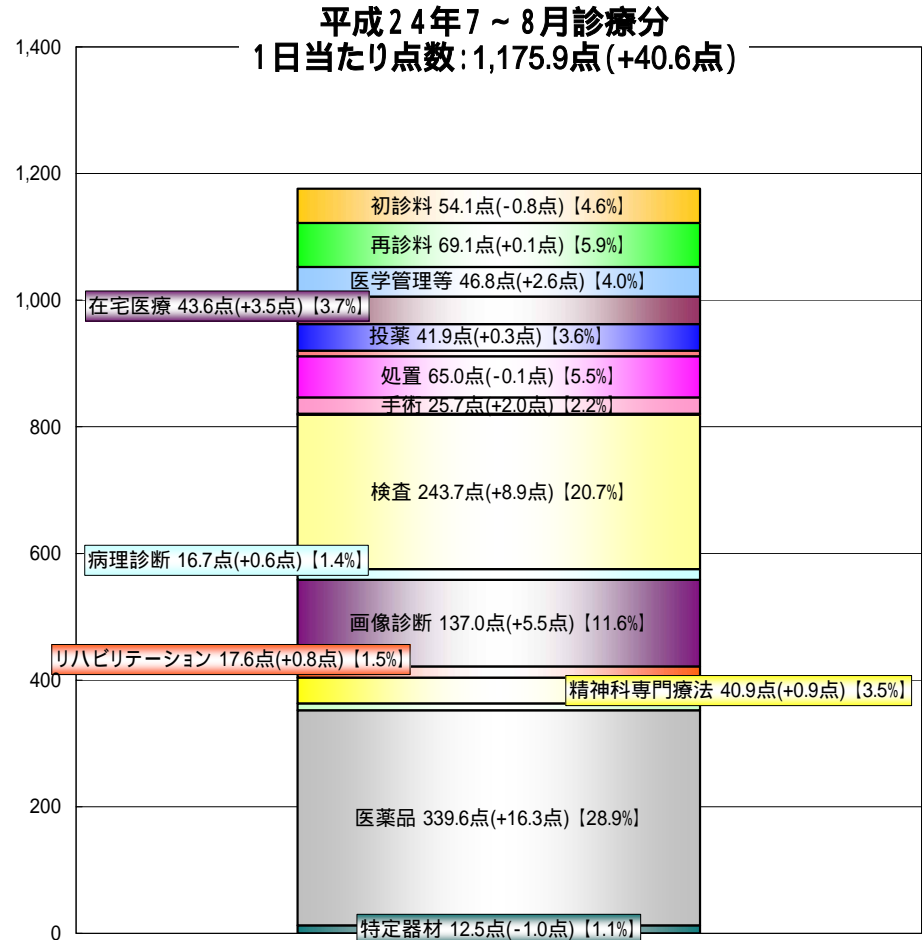 平成24年7~8月診療分
1日当たり点数:1,175.9点(+40.6点)
1,400
1,200
1,000
800
600
400
200
0
初診料 54.1点(-0.8点)【4.6%】
再診料 69.1点(+0.1点)【5.9%】
医学管理等 46.8点(+2.6点)【4.0%】
在宅医療 43.6点(+3.5点)【3.7%】
投薬 41.9点(+0.3点)【3.6%】
処置 65.0点(-0.1点)【5.5%】
手術 25.7点(+2.0点)【2.2%】
検査 243.7点(+8.9点)【20.7%】
病理診断 16.7点(+0.6点)【1.4%】
画像診断 137.0点(+5.5点)【11.6%】
リハビリテーション 17.6点(+0.8点)【1.5%】
精神科専門療法 40.9点(+0.9点)【3.5%】
医薬品 339.6点(+16.3点)【28.9%】
特定器材 12.5点(-1.0点)【1.1%】